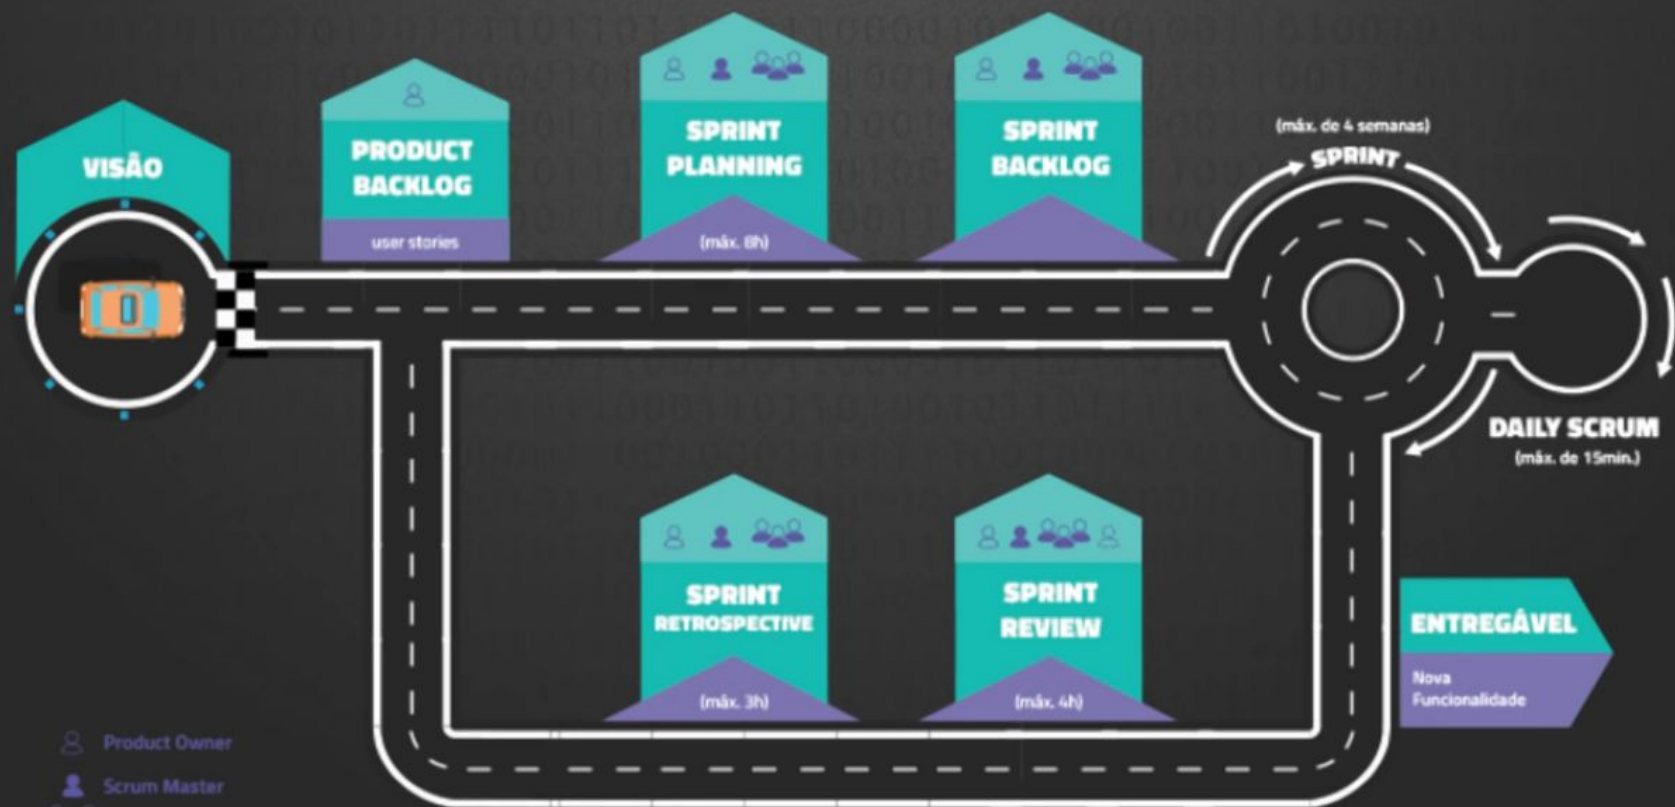 VISÃO
PRODUCT
BACKLOG
user stories
SPRINT
PLANNING
(máx. 8h)
SPRINT
BACKLOG
(máx. de 4 semanas)
SPRINT
DAILY SCRUM
(máx. de 15min.)
SPRINT
RETROSPECTIVE
(máx. 3h)
SPRINT
REVIEW
(máx. 4h)
ENTREGÁVEL
Nova
Funcionalidade
Product Owner
Scrum Master